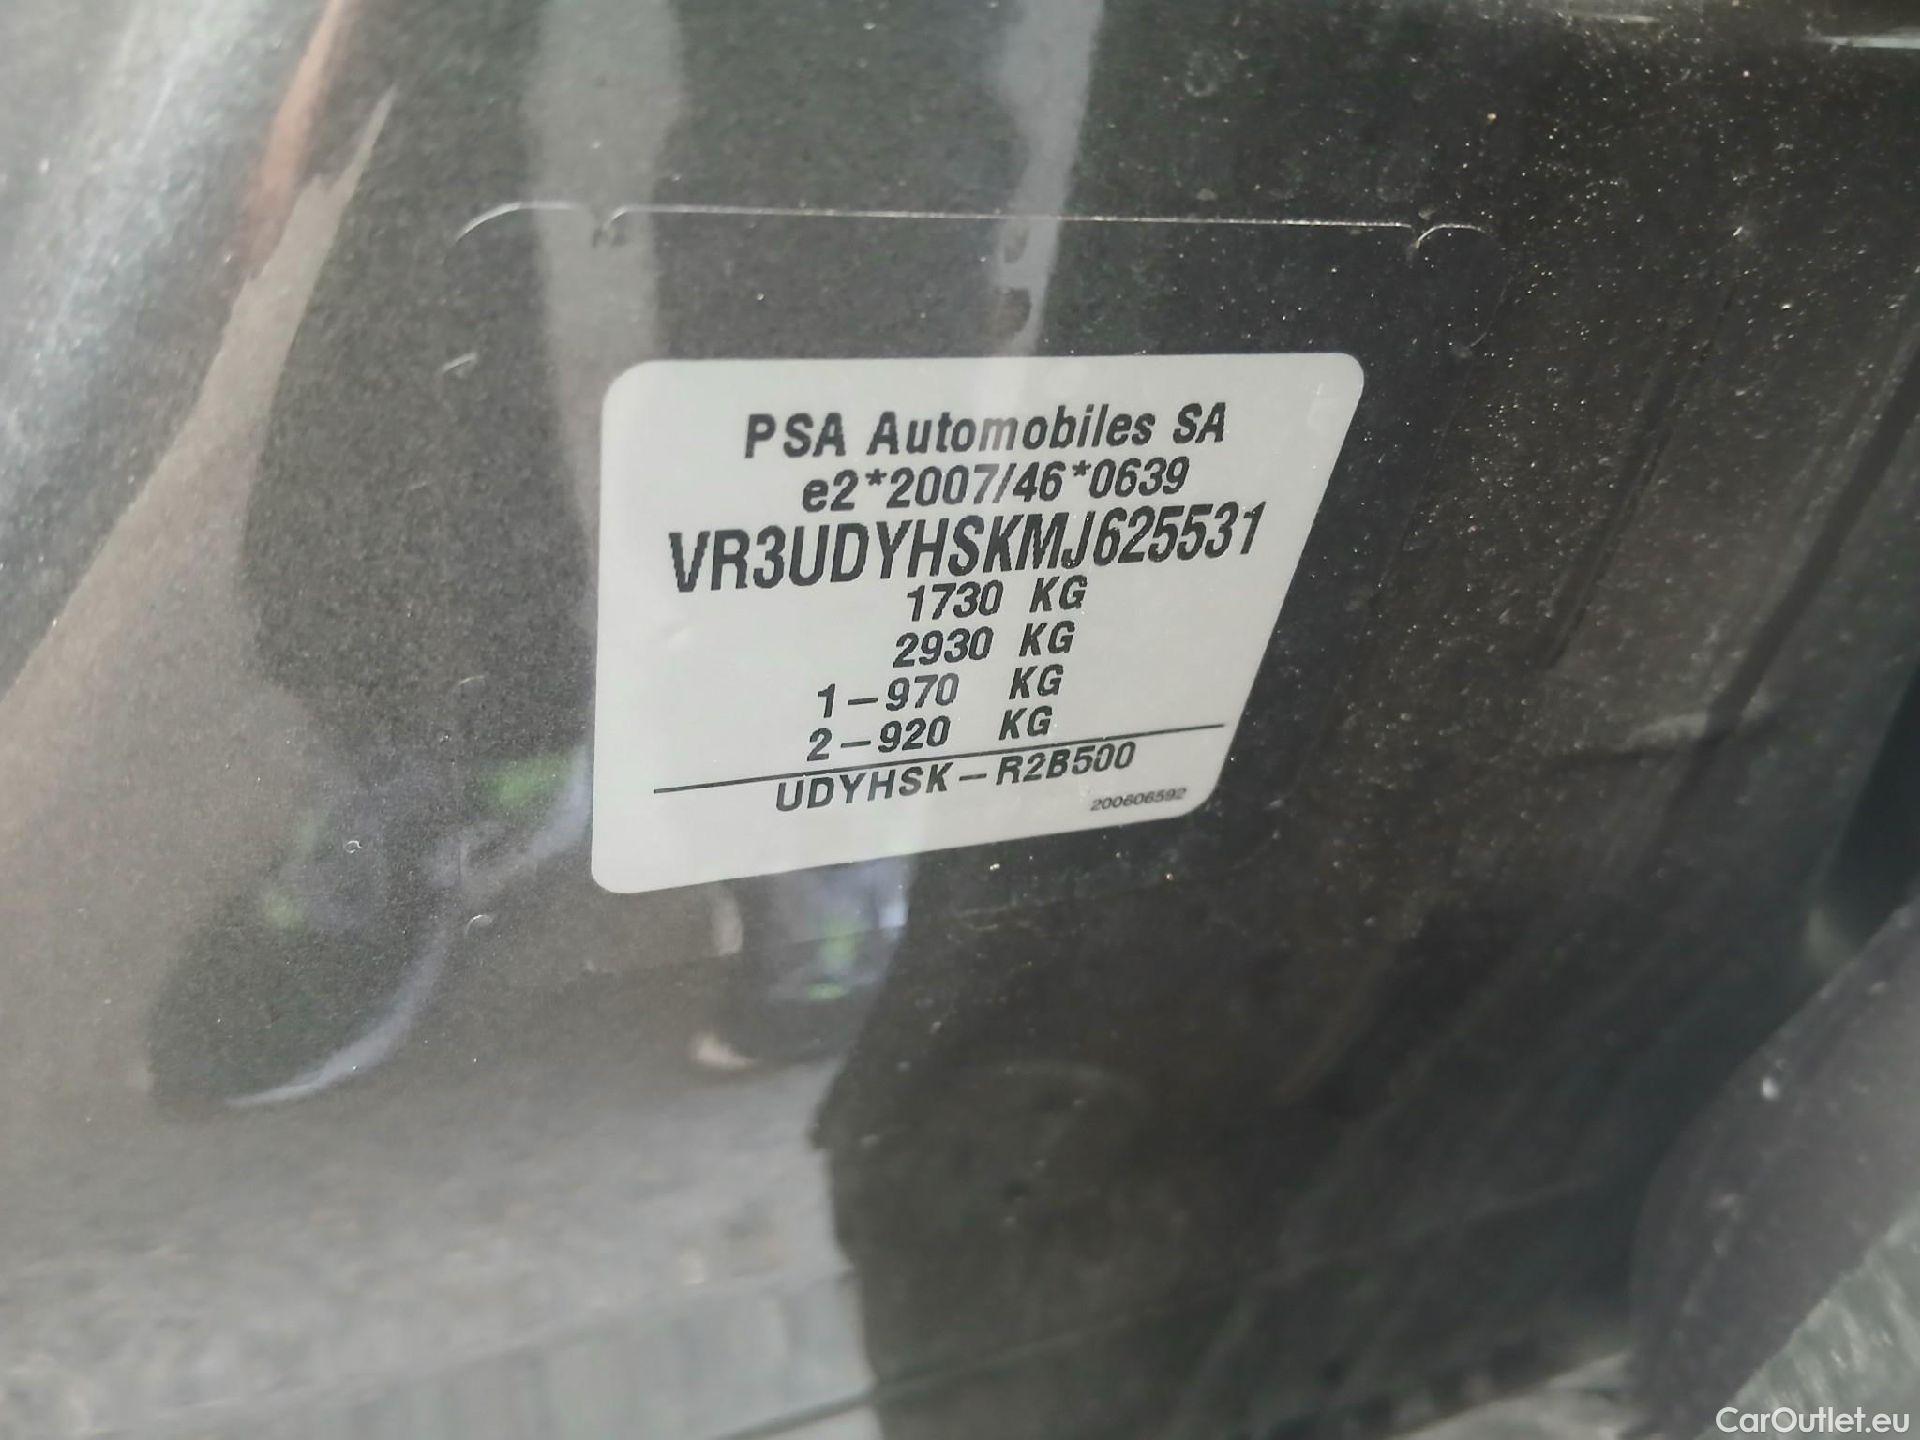 PSA Automobiles SA
e2*2007/46*0639
VR3UDYHSKMJ625531
1730 KG
2930 KG
1-970 KG
2-920 KG
UDYHSK-R2B500
200606592
CarOutlet.eu